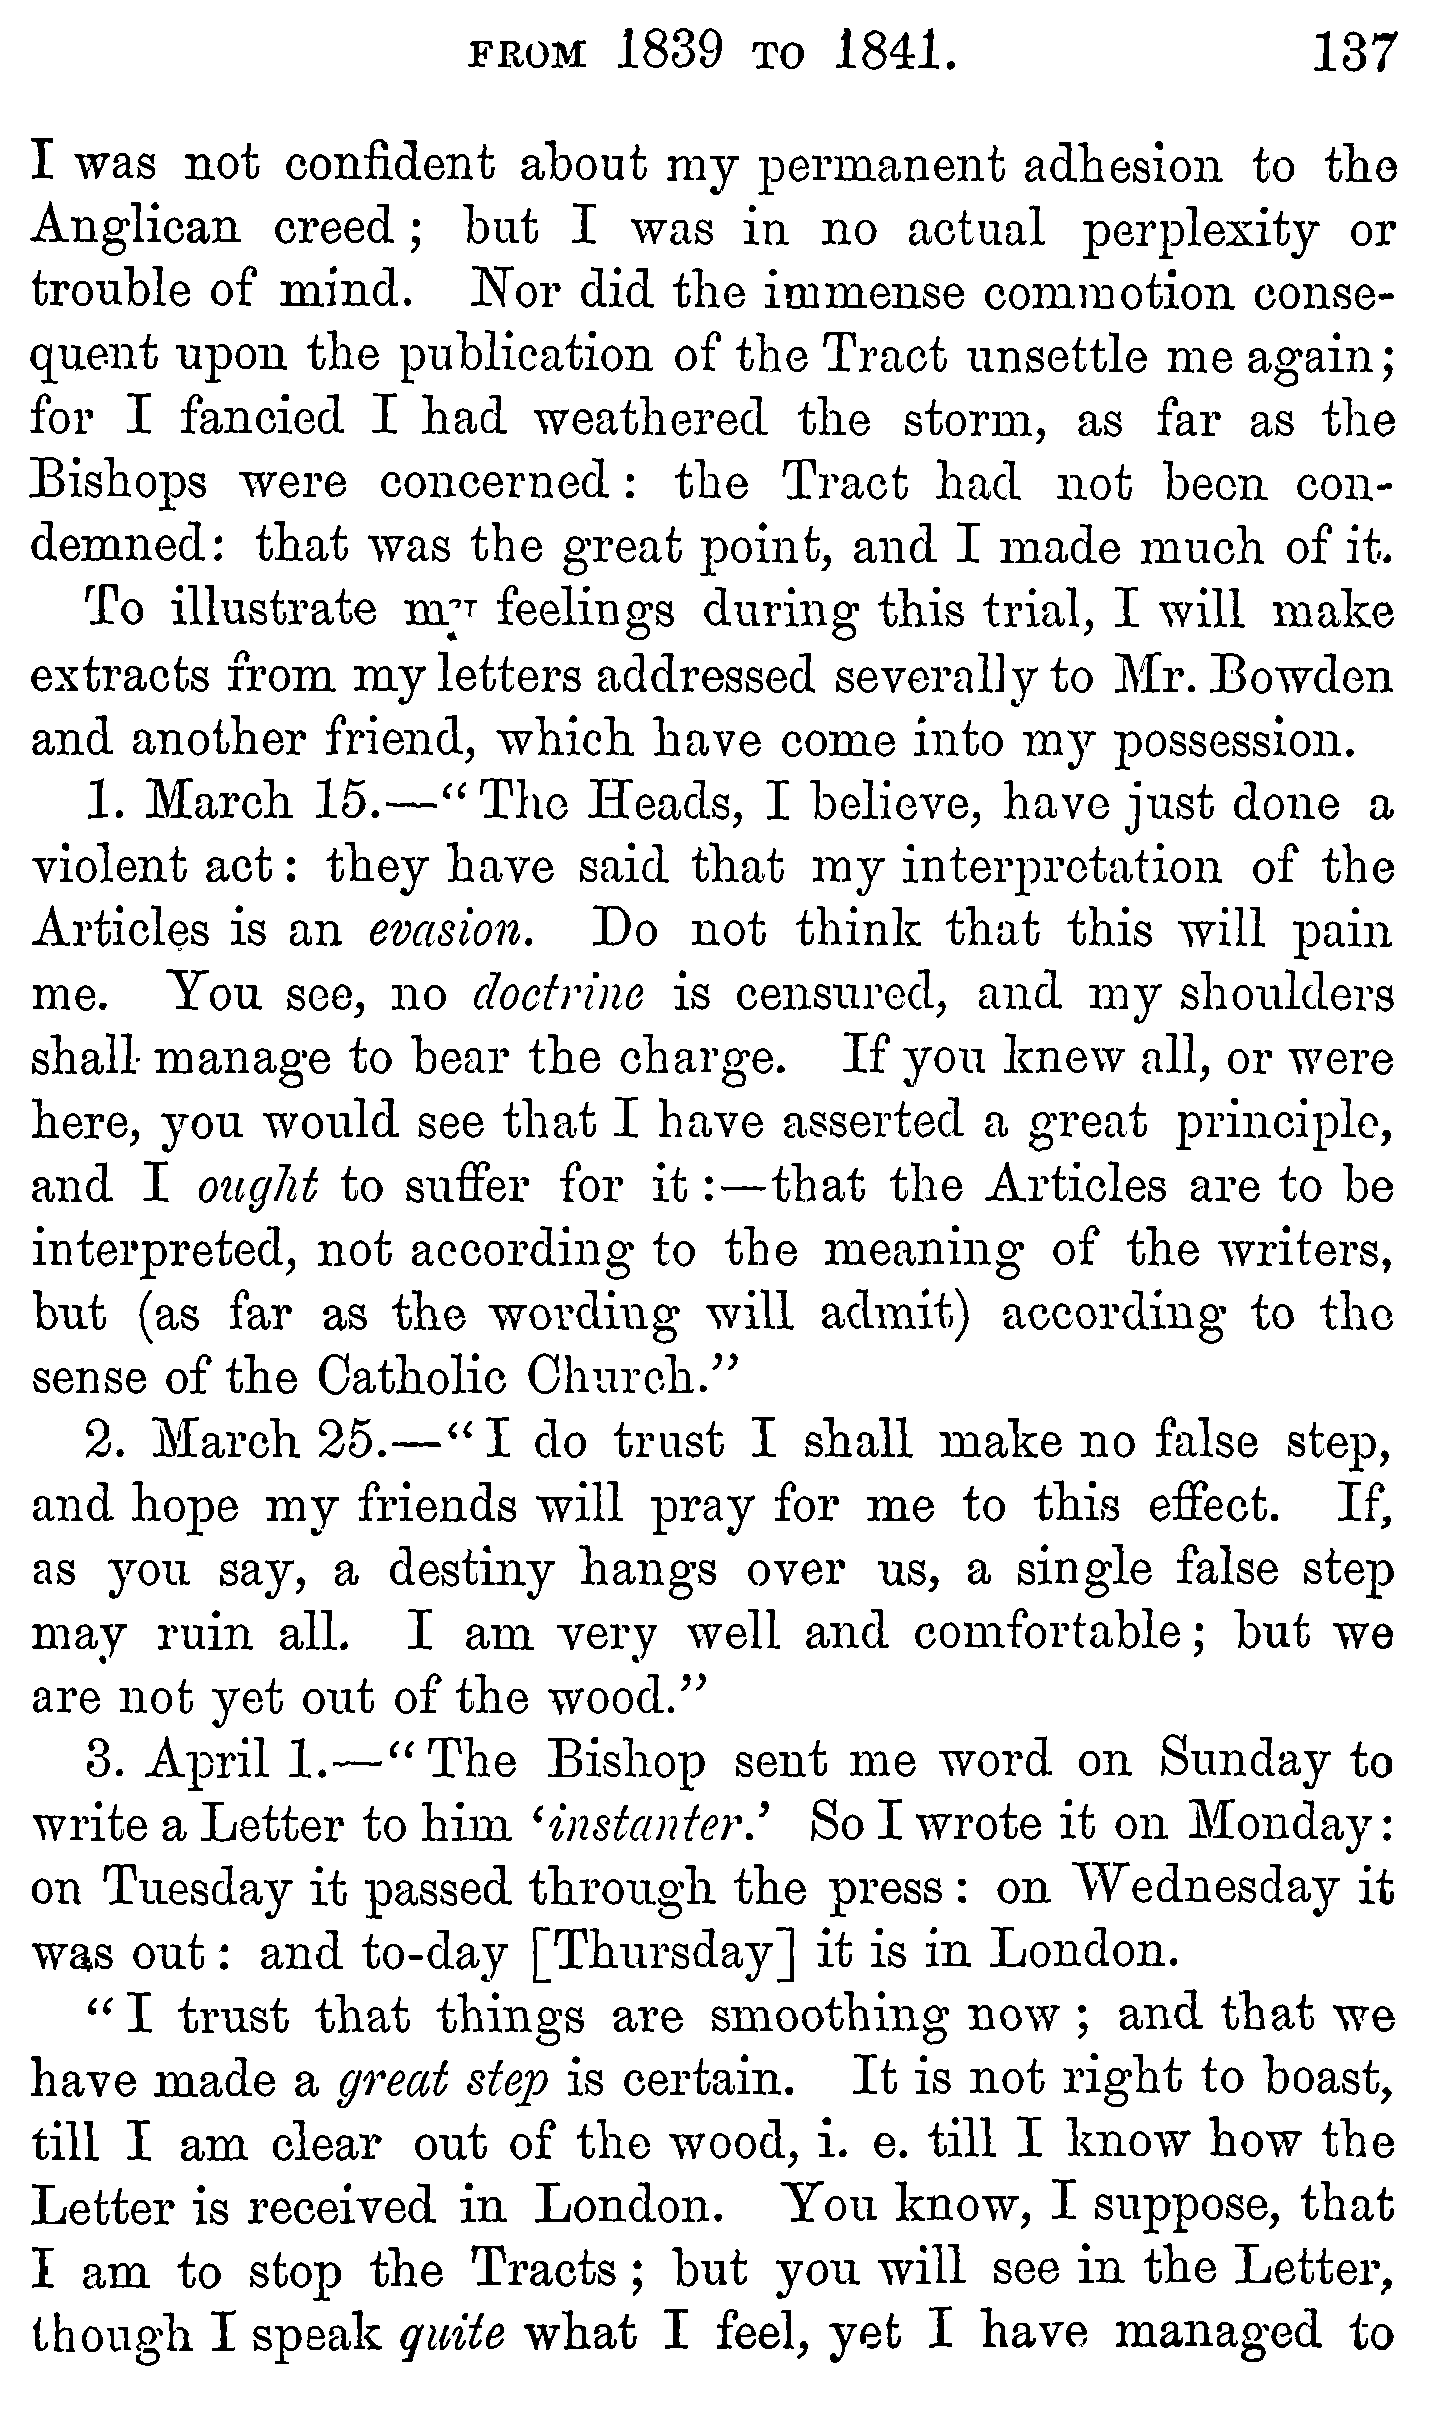 FROM 1839 TO 1841. 137
I was not confident about my permanent adhesion to the
Anglican creed; but I was in no actual perplexity or
trouble of mind. Nor did the immense commotion conse-
quent upon the publication of the Tract unsettle me again;
for I fancied I had weathered the storm, as far as the
Bishops were concerned: the Tract had not been con-
demned: that was the great point, and I made much of it.
To illustrate my feelings during this trial, I will make
extracts from my letters addressed severally to Mr. Bowden
and another friend, which have come into my possession.
1. March 15.—“The Heads, I believe, have just done a
violent act: they have said that my interpretation of the
Articles is an evasion. Do not think that this will pain
me. You see, no doctrine is censured, and my shoulders
shall manage to bear the charge. If you knew all, or were
here, you would see that I have asserted a great principle,
and I ought to suffer for it:—that the Articles are to be
interpreted, not according to the meaning of the writers,
but (as far as the wording will admit) according to the
sense of the Catholic Church.”
2. March 25.—“I do trust I shall make no false step,
and hope my friends will pray for me to this effect. If,
as you say, a destiny hangs over us, a single false step
may ruin all. I am very well and comfortable; but we
are not yet out of the wood.”
3. April 1.—“The Bishop sent me word on Sunday to
write a Letter to him ‘instanter.’ So I wrote it on Monday:
on Tuesday it passed through the press: on Wednesday it
was out: and to-day [Thursday] it is in London.
“I trust that things are smoothing now; and that we
have made a great step is certain. It is not right to boast,
till I am clear out of the wood, i. e. till I know how the
Letter is received in London. You know, I suppose, that
I am to stop the Tracts; but you will see in the Letter,
though I speak quite what I feel, yet I have managed to